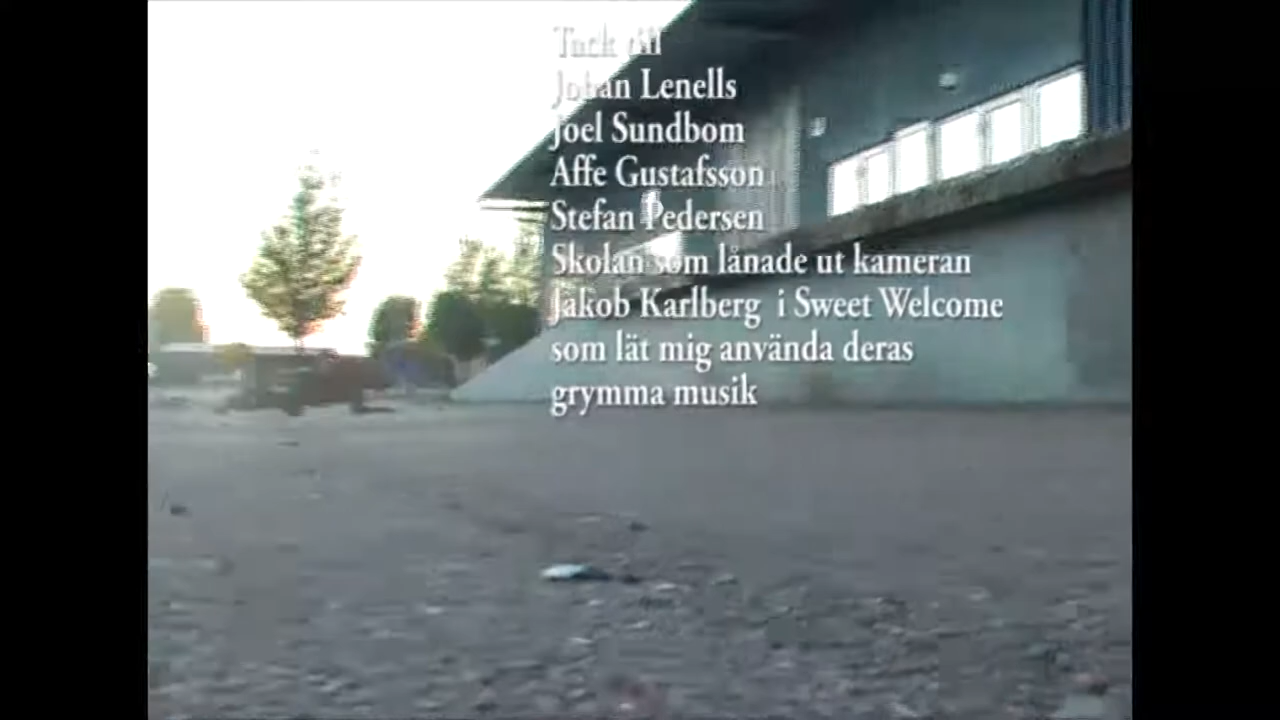 Tack till
Johan Lenells
Joel Sundbom
Affe Gustafsson
Stefan Pedersen
Skolan som lånade ut kameran
Jakob Karlberg i Sweet Welcome
som lät mig använda deras
grymma musik